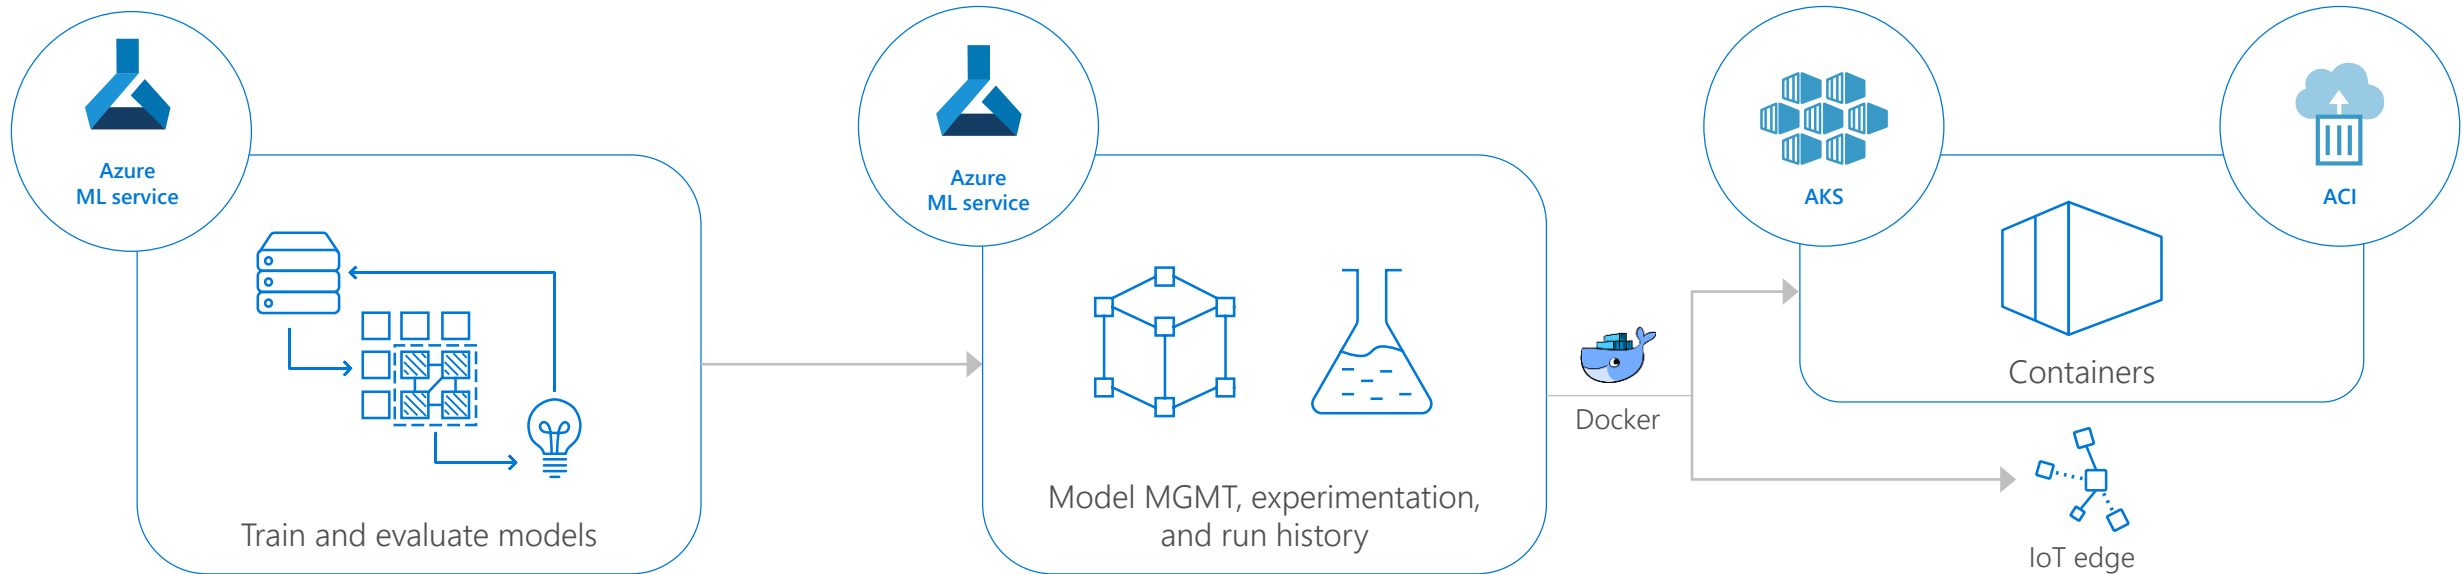 Azure
ML service
Train and evaluate models
Azure
ML service
Model MGMT, experimentation,
and run history
Docker
AKS
ACI
Containers
IoT edge